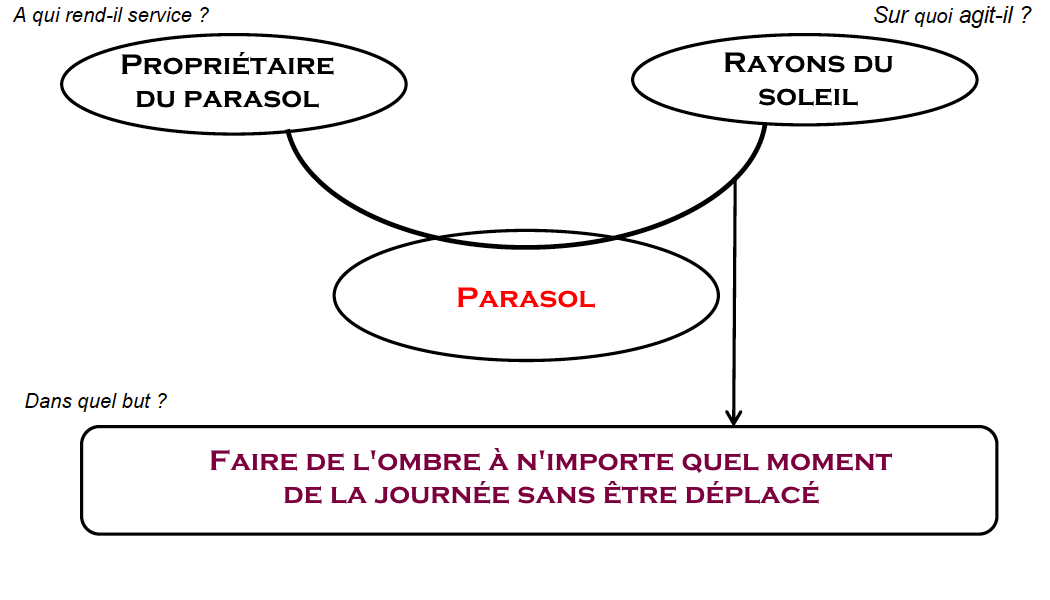 A qui rend-il service ?
Sur quoi agit-il ?
PROPRIÉTAIRE
DU PARASOL
RAYONS DU
SOLEIL
PARASOL
Dans quel but ?
FAIRE DE L'OMBRE À N'IMPORTE QUEL MOMENT
DE LA JOURNÉE SANS ÊTRE DÉPLACÉ